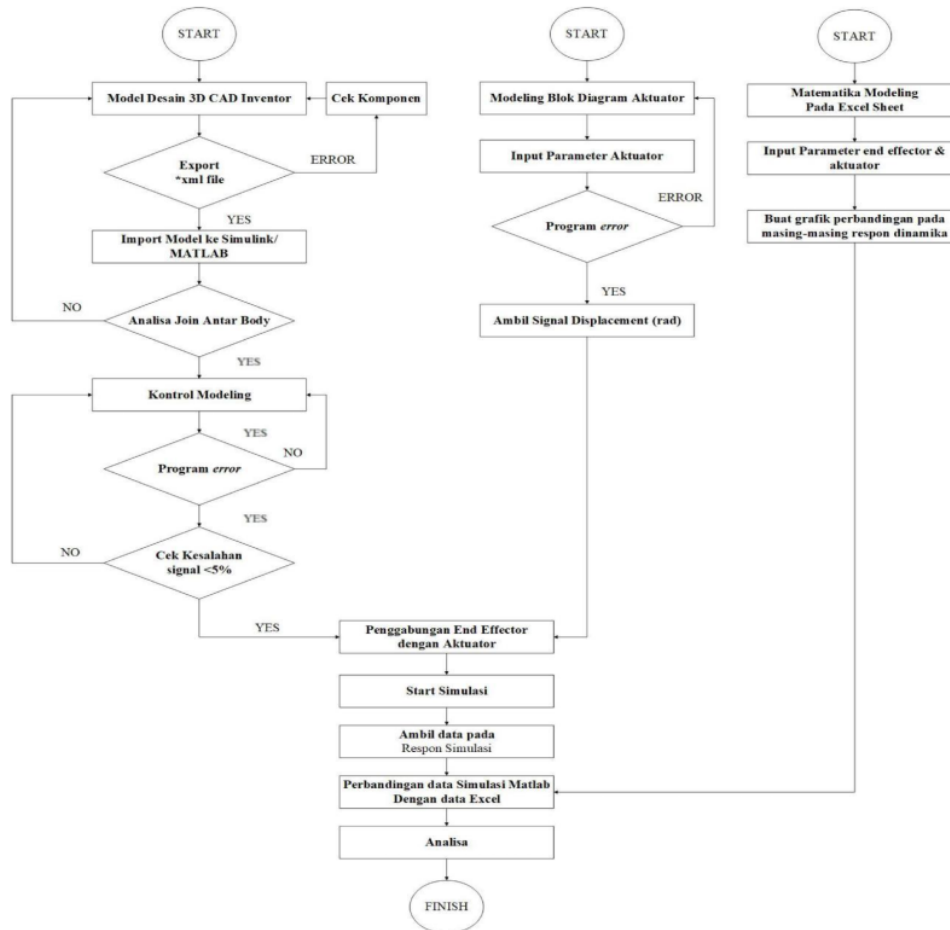 START
Model Desain 3D CAD Inventor
Cek Komponen
Export
*xml file
ERROR
YES
Import Model ke Simulink/
MATLAB
NO
Analisa Join Antar Body
YES
Kontrol Modeling
YES
NO
Program error
YES
NO
Cek Kesalahan
signal <5%
YES
START
Modeling Blok Diagram Aktuator
Input Parameter Aktuator
ERROR
Program error
YES
Ambil Signal Displacement (rad)
START
Matematika Modeling
Pada Excel Sheet
Input Parameter end effector &
aktuator
Buat grafik perbandingan pada
masing-masing respon dinamika
Penggabungan End Effector
dengan Aktuator
Start Simulasi
Ambil data pada
Respon Simulasi
Perbandingan data Simulasi Matlab
Dengan data Excel
Analisa
FINISH